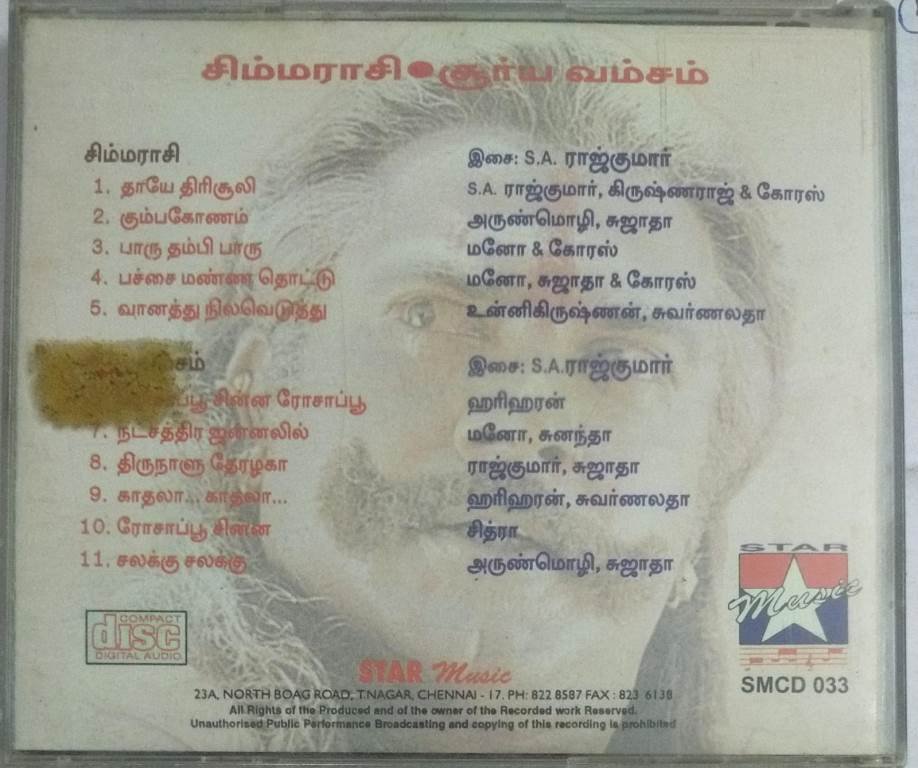 சிம்மராசி●சூர்ய வம்சம்
சிம்மராசி இசை: S.A. ராஜ்குமார்
1. தாயே திரிசூலி S.A. ராஜ்குமார், கிருஷ்ணராஜ் & கோரஸ்
2. கும்பகோணம் அருண்மொழி, சுஜாதா
3. பாரு தம்பி பாரு மனோ & கோரஸ்
4. பச்சை மண்ண தொட்டு மனோ, சுஜாதா & கோரஸ்
5. வானத்து நிலவெடுத்து உன்னிகிருஷ்ணன், சுவர்ணலதா
சம் இசை: S.A.ராஜ்குமார்
ப்பூ சின்ன ரோசாப்பூ ஹரிஹரன்
7. நட்சத்திர ஜன்னலில் மனோ, சுனந்தா
8. திருநாளு தேரழகா ராஜ்குமார், சுஜாதா
9. காதலா... காதலா... ஹரிஹரன், சுவர்ணலதா
10. ரோசாப்பூ சின்ன சித்ரா
11. சலக்கு சலக்கு அருண்மொழி, சுஜாதா
STAR
Music
COMPACT
disc
DIGITAL AUDIO
STAR Music
SMCD 033
23A, NORTH BOAG ROAD, T.NAGAR, CHENNAI - 17. PH: 822 8587 FAX : 823 6138
All Rights of the Produced and of the owner of the Recorded work Reserved.
Unauthorised Public Performance Broadcasting and copying of this recording is prohibited